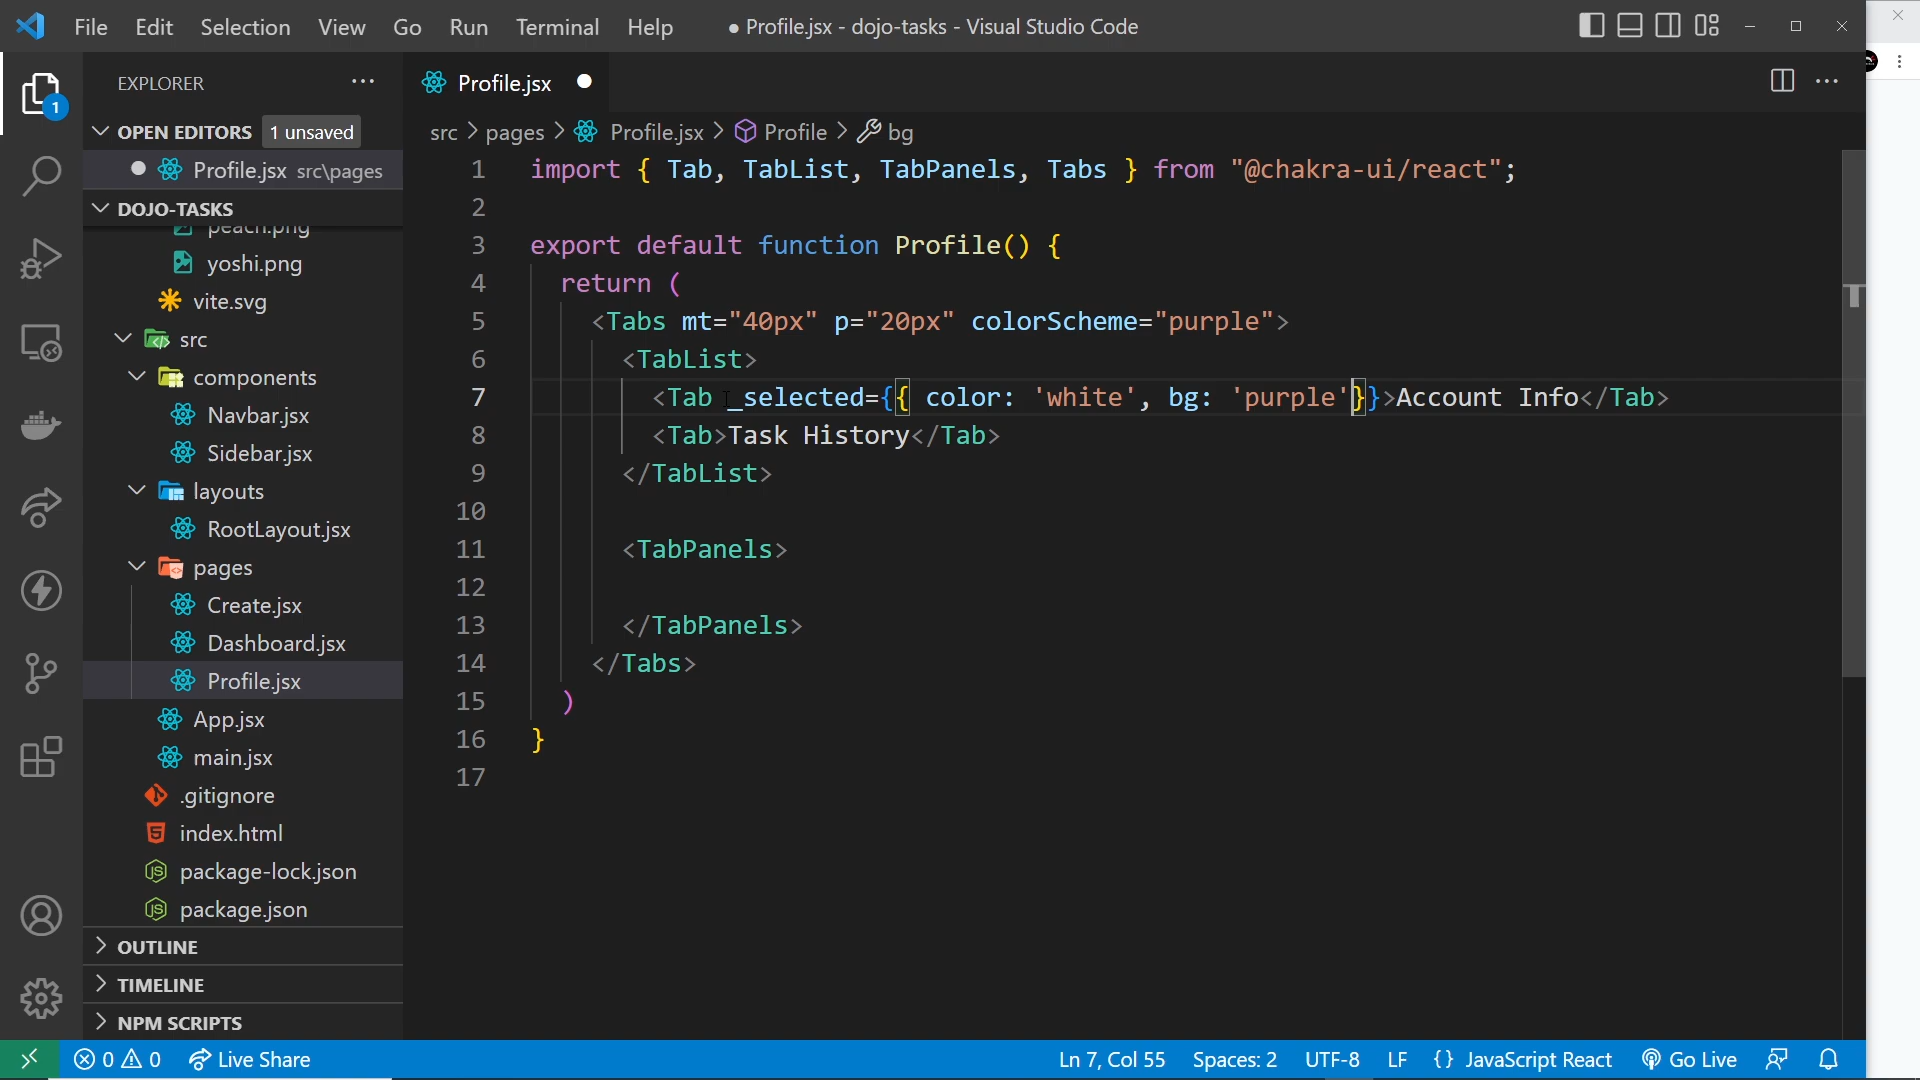 File Edit Selection View Go Run Terminal Help ● Profile.jsx - dojo-tasks - Visual Studio Code
EXPLORER
1
OPEN EDITORS 1 unsaved
Profile.jsx src\pages
DOJO-TASKS
peach.png
yoshi.png
vite.svg
src
components
Navbar.jsx
Sidebar.jsx
layouts
RootLayout.jsx
pages
Create.jsx
Dashboard.jsx
Profile.jsx
App.jsx
main.jsx
.gitignore
index.html
package-lock.json
package.json
OUTLINE
TIMELINE
NPM SCRIPTS
Profile.jsx
src > pages > Profile.jsx > Profile > bg
1 import { Tab, TabList, TabPanels, Tabs } from "@chakra-ui/react";
2
3 export default function Profile() {
4 return (
5 <Tabs mt="40px" p="20px" colorScheme="purple">
6 <TabList>
7 <Tab _selected={{ color: 'white', bg: 'purple'}}>Account Info</Tab>
8 <Tab>Task History</Tab>
9 </TabList>
10
11 <TabPanels>
12
13 </TabPanels>
14 </Tabs>
15 )
16 }
17
0 0 Live Share Ln 7, Col 55 Spaces: 2 UTF-8 LF {} JavaScript React Go Live